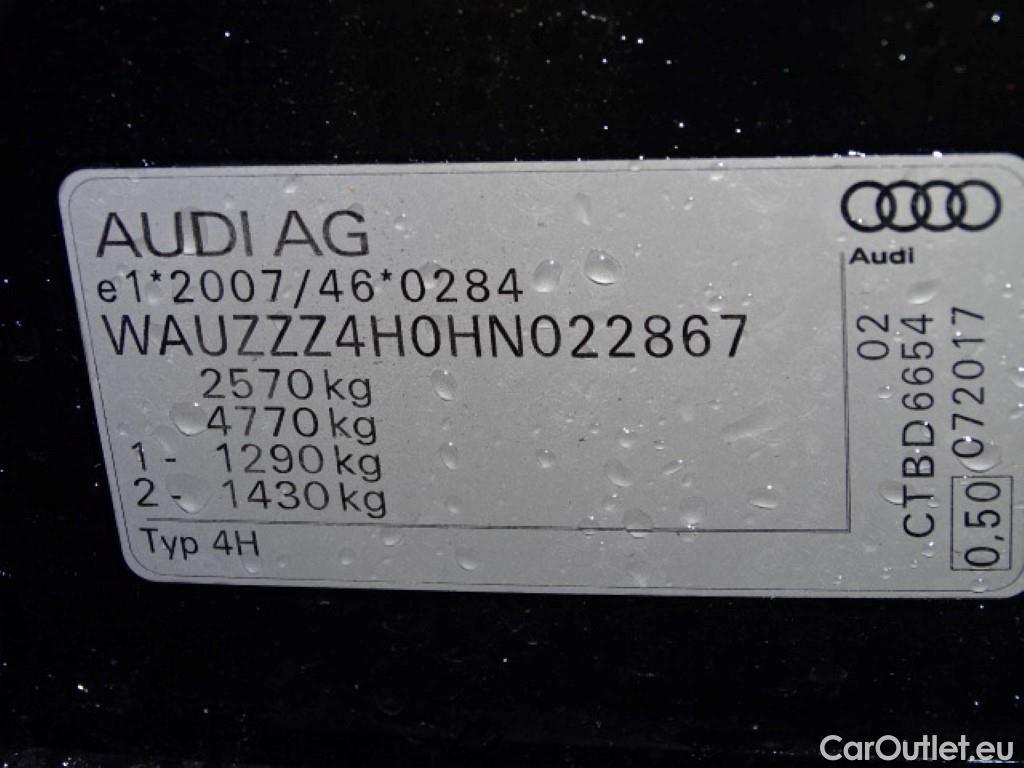 AUDI AG
e1*2007/46*0284
WAUZZZ4H0HN022867
2570 kg
4770 kg
1 - 1290 kg
2 - 1430 kg
Typ 4H
Audi
02
CTBD6654
0,50 072017
CarOutlet.eu